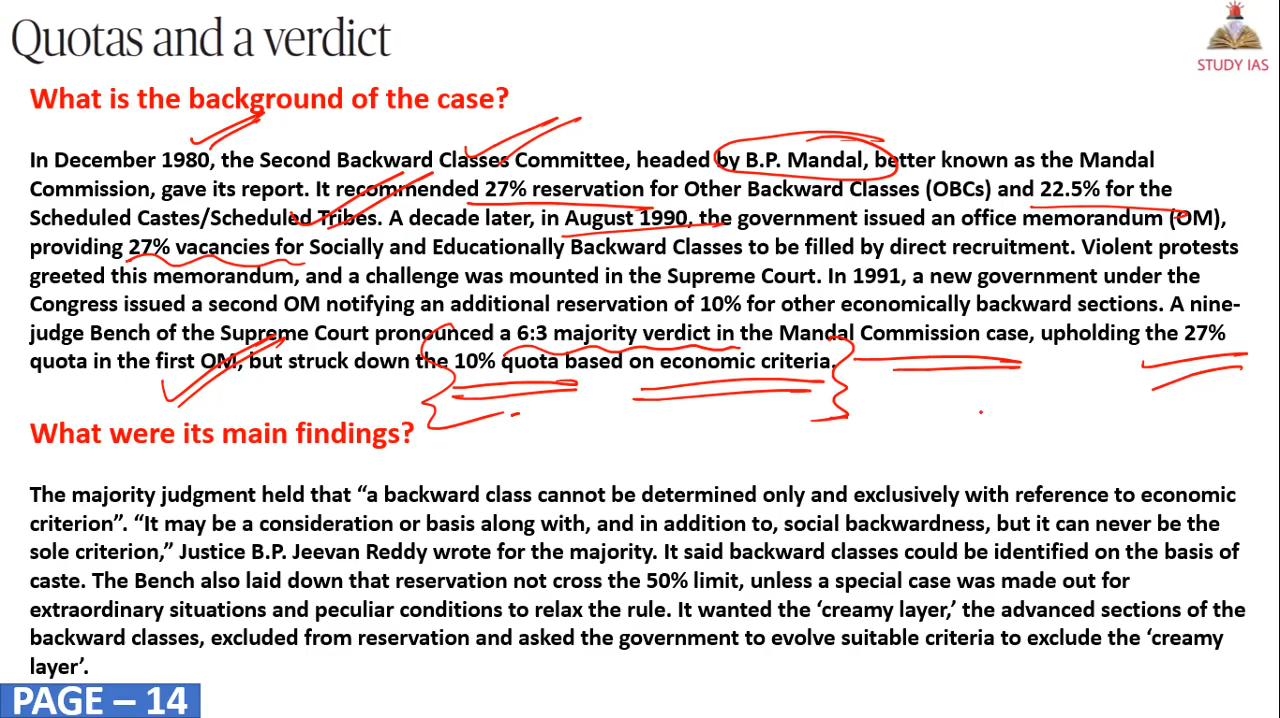 Quotas and a verdict
STUDY IAS
What is the background of the case?
In December 1980, the Second Backward Classes Committee, headed by B.P. Mandal, better known as the Mandal
Commission, gave its report. It recommended 27% reservation for Other Backward Classes (OBCs) and 22.5% for the
Scheduled Castes/Scheduled Tribes. A decade later, in August 1990, the government issued an office memorandum (OM),
providing 27% vacancies for Socially and Educationally Backward Classes to be filled by direct recruitment. Violent protests
greeted this memorandum, and a challenge was mounted in the Supreme Court. In 1991, a new government under the
Congress issued a second OM notifying an additional reservation of 10% for other economically backward sections. A nine-
judge Bench of the Supreme Court pronounced a 6:3 majority verdict in the Mandal Commission case, upholding the 27%
quota in the first OM, but struck down the 10% quota based on economic criteria.
What were its main findings?
The majority judgment held that “a backward class cannot be determined only and exclusively with reference to economic
criterion”. “It may be a consideration or basis along with, and in addition to, social backwardness, but it can never be the
sole criterion,” Justice B.P. Jeevan Reddy wrote for the majority. It said backward classes could be identified on the basis of
caste. The Bench also laid down that reservation not cross the 50% limit, unless a special case was made out for
extraordinary situations and peculiar conditions to relax the rule. It wanted the ‘creamy layer,’ the advanced sections of the
backward classes, excluded from reservation and asked the government to evolve suitable criteria to exclude the ‘creamy
layer’.
PAGE – 14